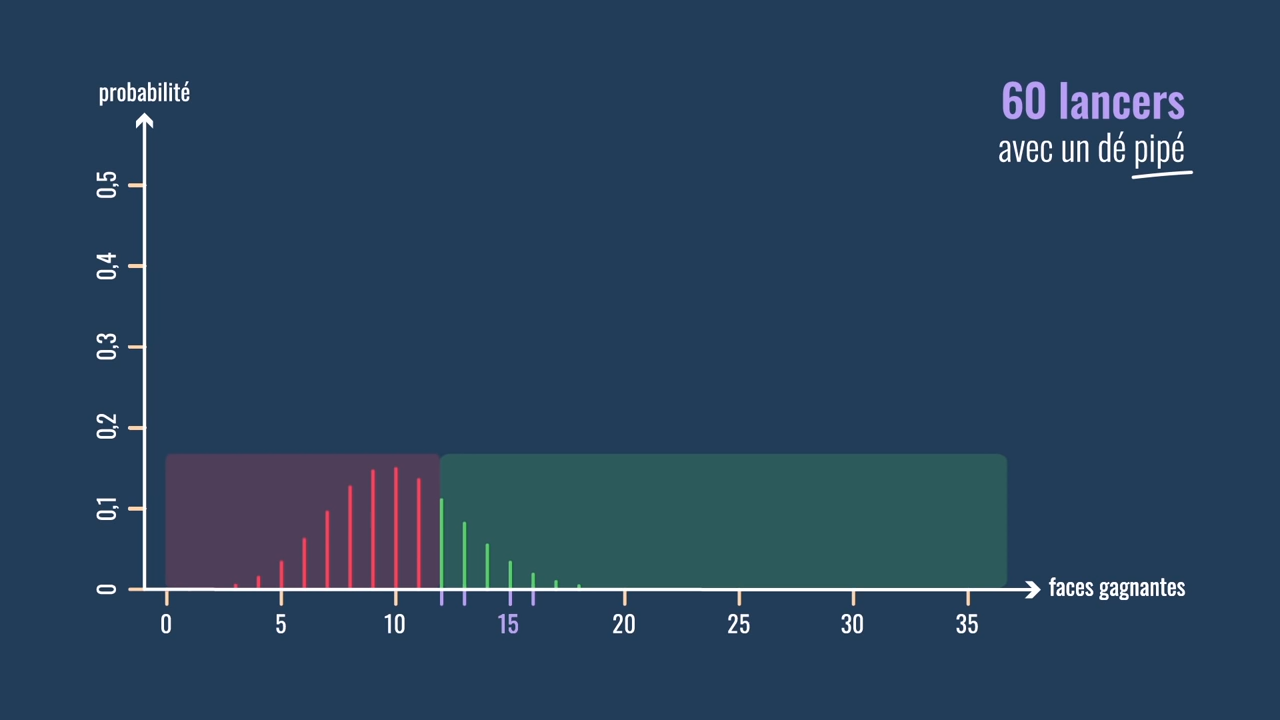 probabilité
60 lancers
avec un dé pipé
0,5
0,4
0,3
0,2
0,1
0
faces gagnantes
0 5 10 15 20 25 30 35